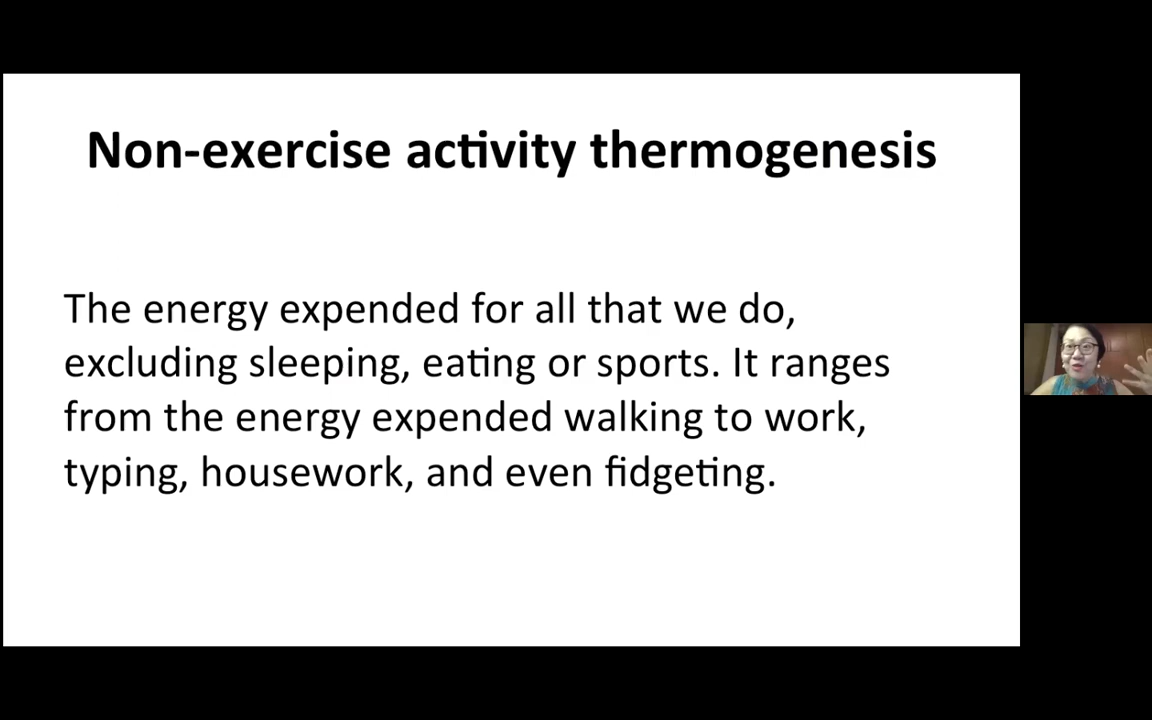 Non-exercise activity thermogenesis
The energy expended for all that we do,
excluding sleeping, eating or sports. It ranges
from the energy expended walking to work,
typing, housework, and even fidgeting.